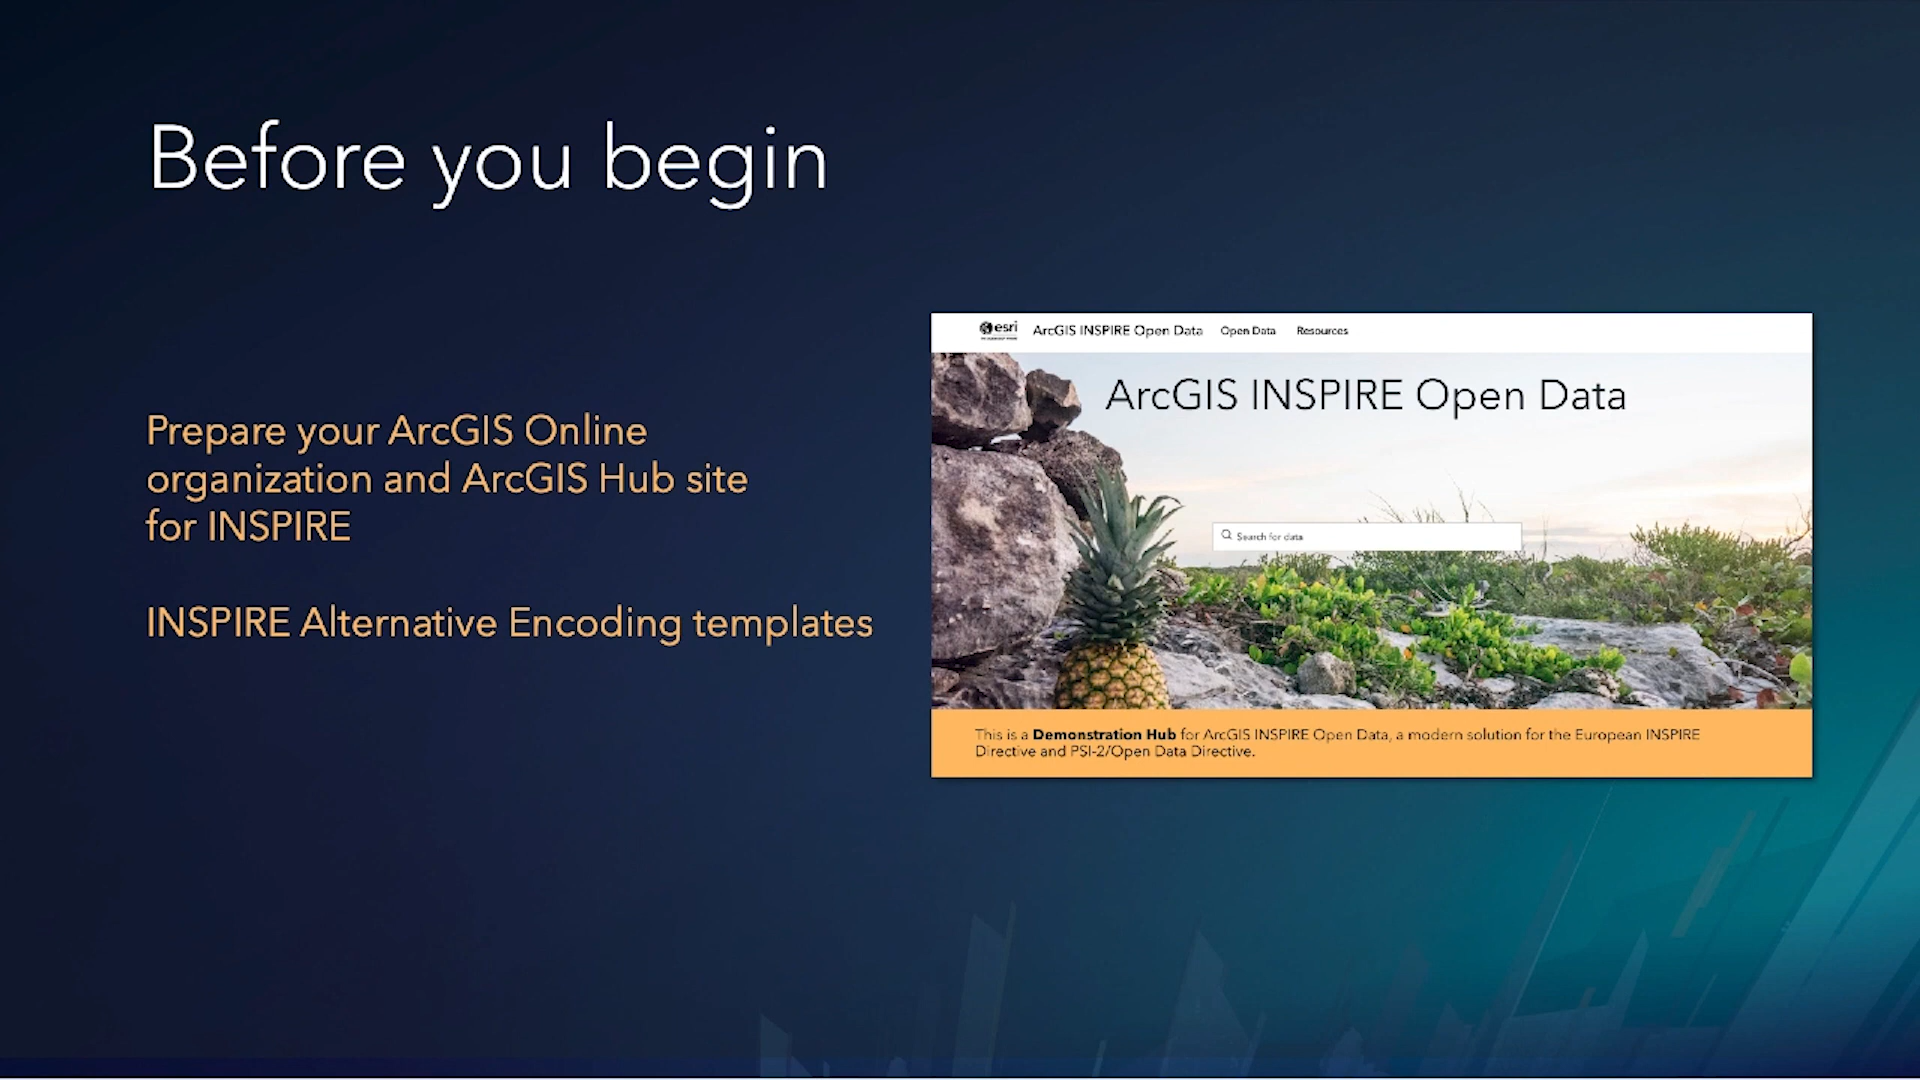 Before you begin
Prepare your ArcGIS Online
organization and ArcGIS Hub site
for INSPIRE
INSPIRE Alternative Encoding templates
esri
ArcGIS INSPIRE Open Data
Open Data
Resources
ArcGIS INSPIRE Open Data
Search for data
This is a Demonstration Hub for ArcGIS INSPIRE Open Data, a modern solution for the European INSPIRE
Directive and PSI-2/Open Data Directive.